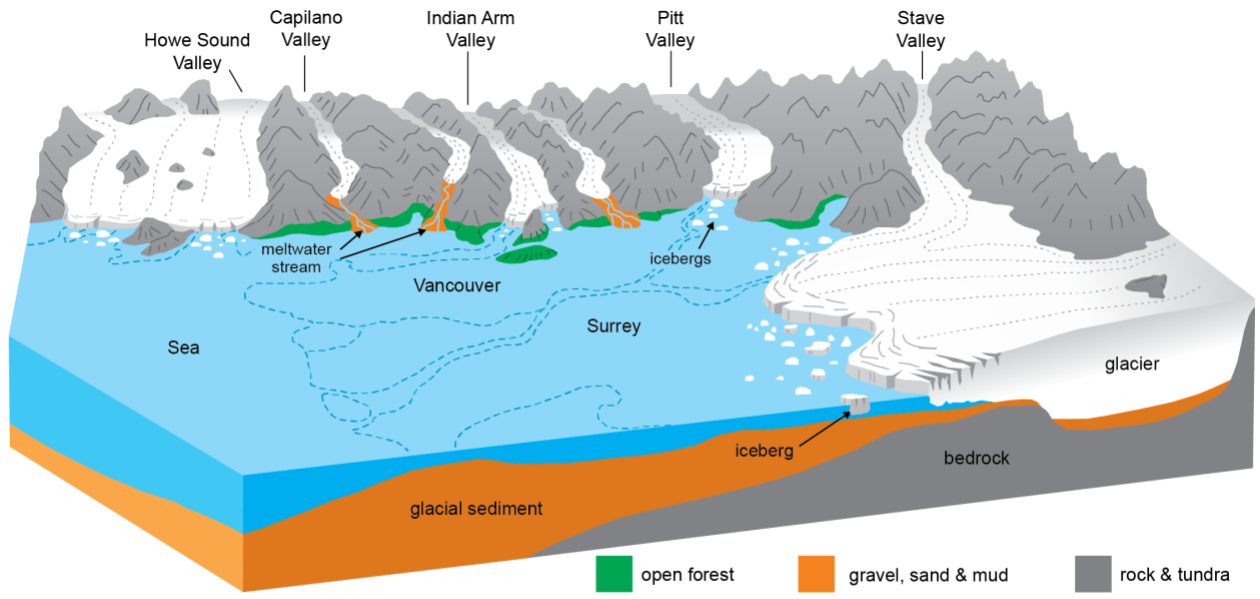 Howe Sound
Valley
Capilano
Valley
Indian Arm
Valley
Pitt
Valley
Stave
Valley
meltwater
stream
icebergs
Vancouver
Surrey
Sea
glacier
iceberg
bedrock
glacial sediment
open forest
gravel, sand & mud
rock & tundra